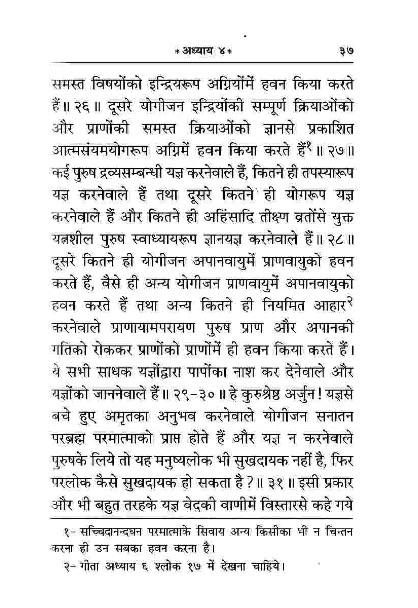 * अध्याय ४ * ३७
समस्त विषयोंको इन्द्रियरूप अग्नियोंमें हवन किया करते
हैं॥ २६॥ दूसरे योगीजन इन्द्रियोंकी सम्पूर्ण क्रियाओंको
और प्राणोंकी समस्त क्रियाओंको ज्ञानसे प्रकाशित
आत्मसंयमयोगरूप अग्निमें हवन किया करते हैं१॥ २७॥
कई पुरुष द्रव्यसम्बन्धी यज्ञ करनेवाले हैं, कितने ही तपस्यारूप
यज्ञ करनेवाले हैं तथा दूसरे कितने ही योगरूप यज्ञ
करनेवाले हैं और कितने ही अहिंसादि तीक्ष्ण व्रतोंसे युक्त
यत्नशील पुरुष स्वाध्यायरूप ज्ञानयज्ञ करनेवाले हैं॥ २८॥
दूसरे कितने ही योगीजन अपानवायुमें प्राणवायुको हवन
करते हैं, वैसे ही अन्य योगीजन प्राणवायुमें अपानवायुको
हवन करते हैं तथा अन्य कितने ही नियमित आहार२
करनेवाले प्राणायामपरायण पुरुष प्राण और अपानकी
गतिको रोककर प्राणोंको प्राणोंमें ही हवन किया करते हैं।
ये सभी साधक यज्ञोंद्वारा पापोंका नाश कर देनेवाले और
यज्ञोंको जाननेवाले हैं॥ २९-३०॥ हे कुरुश्रेष्ठ अर्जुन! यज्ञसे
बचे हुए अमृतका अनुभव करनेवाले योगीजन सनातन
परब्रह्म परमात्माको प्राप्त होते हैं और यज्ञ न करनेवाले
पुरुषके लिये तो यह मनुष्यलोक भी सुखदायक नहीं है, फिर
परलोक कैसे सुखदायक हो सकता है?॥ ३१॥ इसी प्रकार
और भी बहुत तरहके यज्ञ वेदकी वाणीमें विस्तारसे कहे गये
१- सच्चिदानन्दघन परमात्माके सिवाय अन्य किसीका भी न चिन्तन
करना ही उन सबका हवन करना है।
२- गीता अध्याय ६ श्लोक १७ में देखना चाहिये।